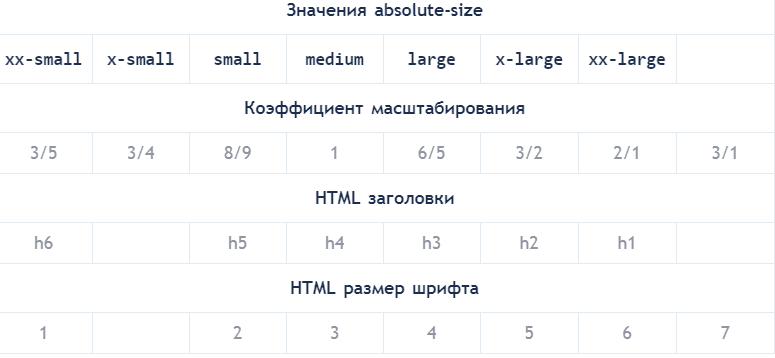 Значения absolute-size
xx-small x-small small medium large x-large xx-large
Коэффициент масштабирования
3/5 3/4 8/9 1 6/5 3/2 2/1 3/1
HTML заголовки
h6 h5 h4 h3 h2 h1
HTML размер шрифта
1 2 3 4 5 6 7